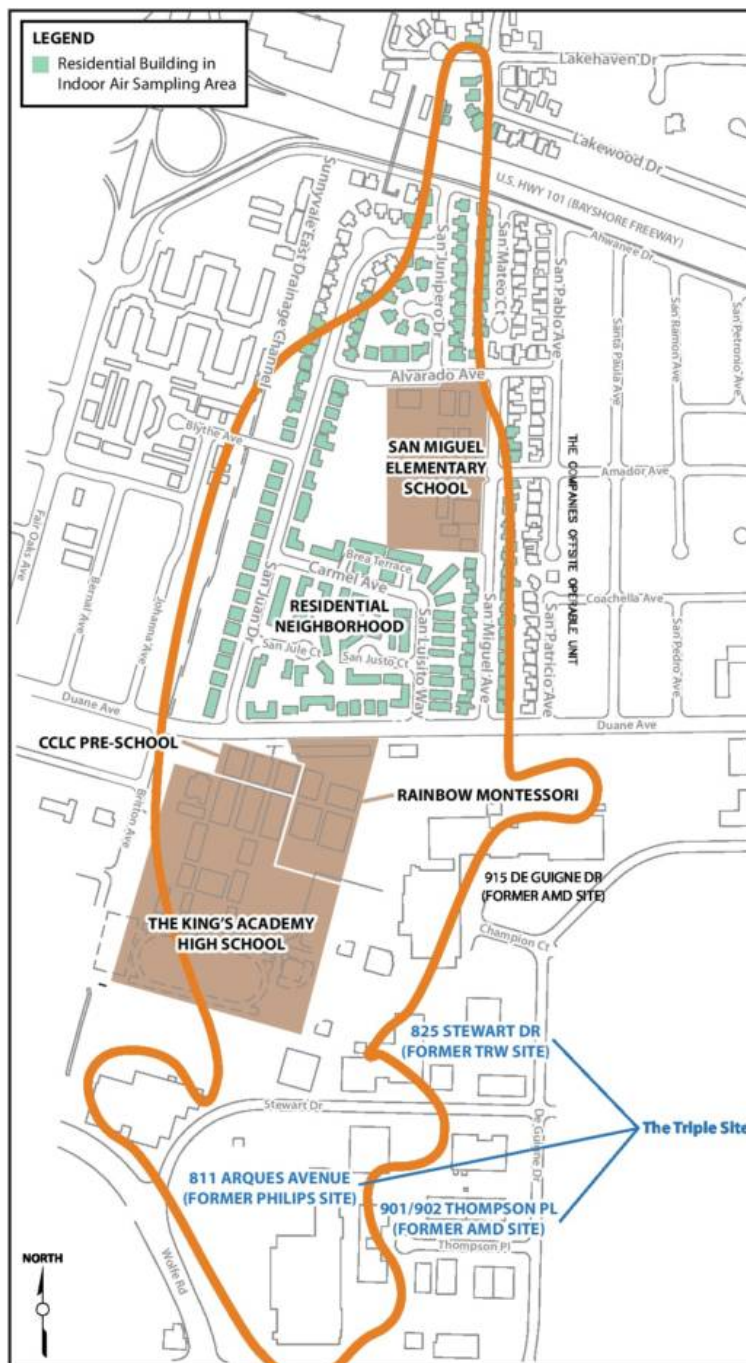 LEGEND
Residential Building in
Indoor Air Sampling Area
Lakehaven Dr
Lakewood Dr
U.S. HWY 101 (BAYSHORE FREEWAY)
Ahwanee Dr
Sunnyvale East Drainage Channel
San Junipero Dr
San Mateo Ct
San Pablo Ave
Santa Paula Ave
San Ramon Ave
San Petronio Ave
Alvarado Ave
Blythe Ave
SAN MIGUEL
ELEMENTARY
SCHOOL
THE COMPANIES OFFSITE OPERABLE UNIT
Amador Ave
Fair Oaks Ave
Bernal Ave
Johanna Ave
San Juan Dr
Brea Terrace
Carmel Ave
RESIDENTIAL
NEIGHBORHOOD
San Jule Ct
San Justo Ct
San Luisito Way
San Miguel Ave
San Patricio Ave
Coachella Ave
San Pedro Ave
Duane Ave
Duane Ave
CCLC PRE-SCHOOL
RAINBOW MONTESSORI
Britton Ave
915 DE GUIGNE DR
(FORMER AMD SITE)
THE KING'S ACADEMY
HIGH SCHOOL
Champion Ct
825 STEWART DR
(FORMER TRW SITE)
Stewart Dr
De Guigne Dr
The Triple Site
811 ARQUES AVENUE
(FORMER PHILIPS SITE)
901/902 THOMPSON PL
(FORMER AMD SITE)
Thompson Pl
Wolfe Rd
NORTH